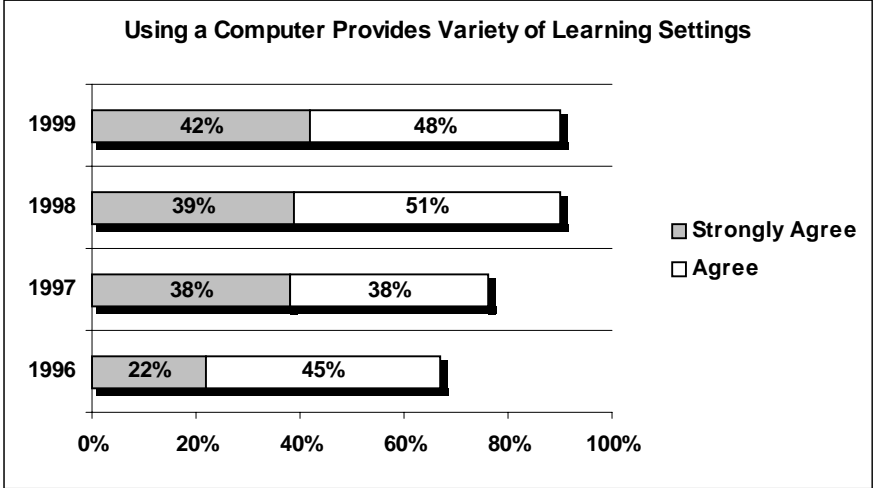 Using a Computer Provides Variety of Learning Settings
1999 42% 48%
1998 39% 51%
1997 38% 38%
1996 22% 45%
0% 20% 40% 60% 80% 100%
Strongly Agree
Agree